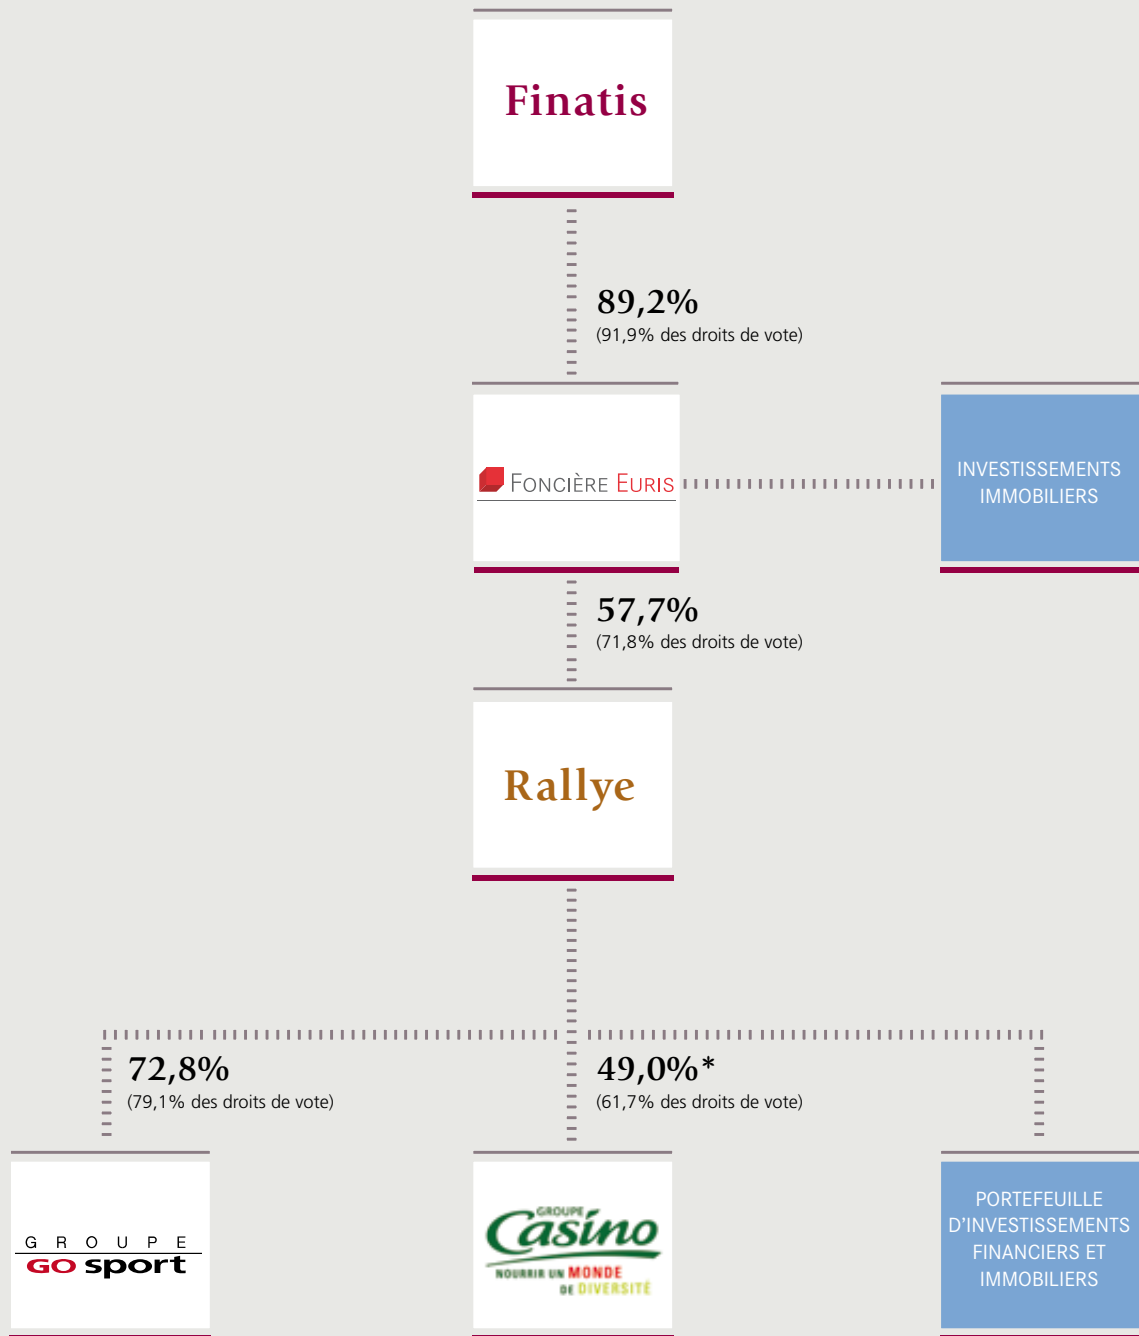 Finatis
89,2%
(91,9% des droits de vote)
FONCIÈRE EURIS
INVESTISSEMENTS
IMMOBILIERS
57,7%
(71,8% des droits de vote)
Rallye
72,8%
(79,1% des droits de vote)
49,0%*
(61,7% des droits de vote)
GROUPE
GO sport
GROUPE
Casino
NOURRIR UN MONDE
DE DIVERSITÉ
PORTEFEUILLE
D'INVESTISSEMENTS
FINANCIERS ET
IMMOBILIERS